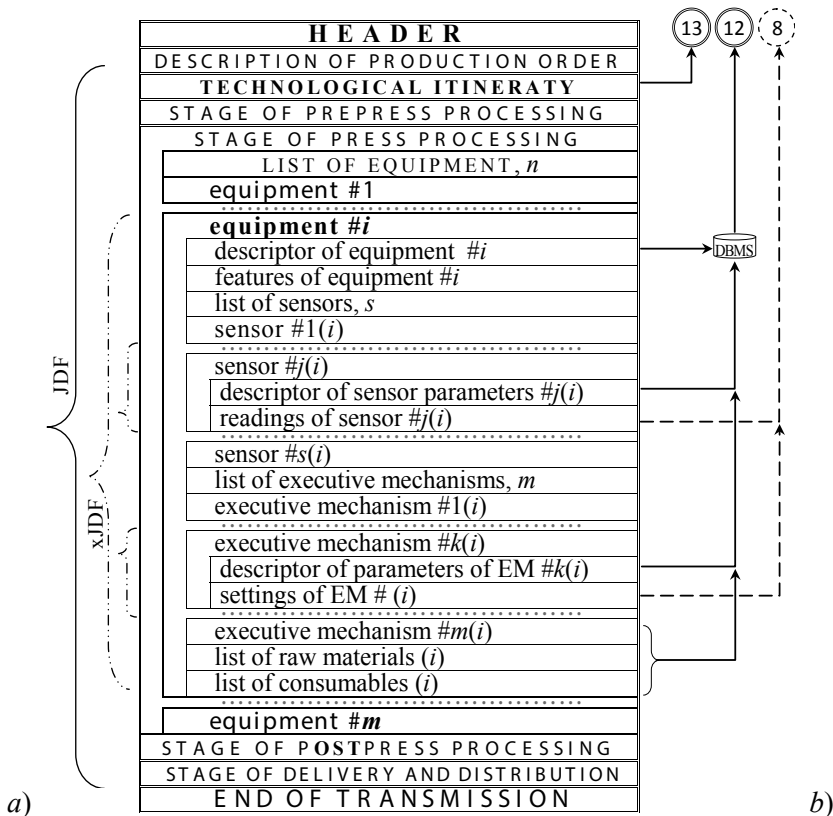 HEADER
13 12 8
DESCRIPTION OF PRODUCTION ORDER
TECHNOLOGICAL ITINERATY
STAGE OF PREPRESS PROCESSING
STAGE OF PRESS PROCESSING
LIST OF EQUIPMENT, n
equipment #1
equipment #i
descriptor of equipment #i
DBMS
features of equipment #i
list of sensors, s
sensor #1(i)
sensor #j(i)
JDF
descriptor of sensor parameters #j(i)
readings of sensor #j(i)
sensor #s(i)
list of executive mechanisms, m
executive mechanism #1(i)
xJDF
executive mechanism #k(i)
descriptor of parameters of EM #k(i)
settings of EM # (i)
executive mechanism #m(i)
list of raw materials (i)
list of consumables (i)
equipment #m
STAGE OF POSTPRESS PROCESSING
STAGE OF DELIVERY AND DISTRIBUTION
END OF TRANSMISSION
a) b)